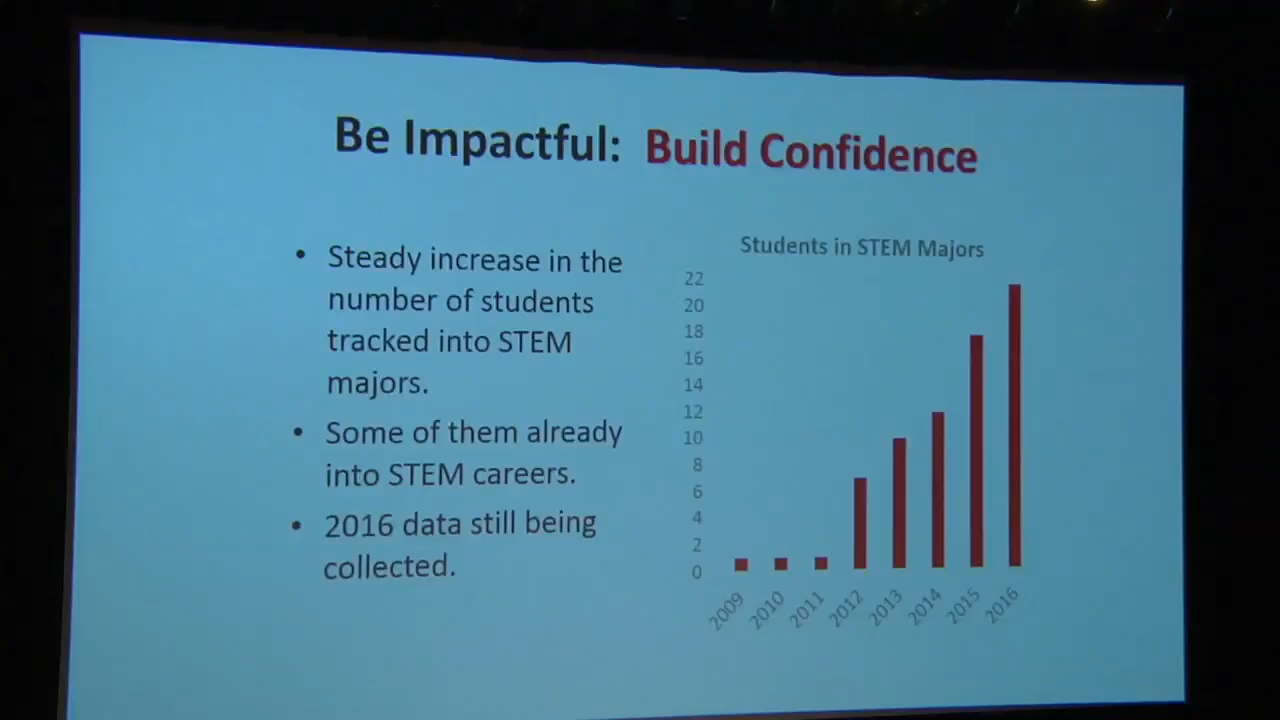 Be Impactful: Build Confidence
• Steady increase in the
number of students
tracked into STEM
majors.
• Some of them already
into STEM careers.
• 2016 data still being
collected.
Students in STEM Majors
22
20
18
16
14
12
10
8
6
4
2
0
2009 2010 2011 2012 2013 2014 2015 2016